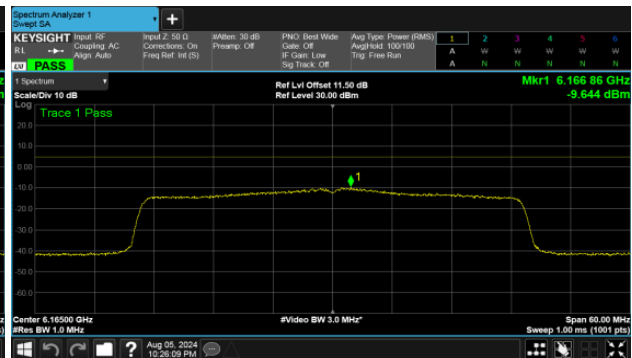 Spectrum Analyzer 1
Swept SA
+
KEYSIGHT Input: RF Input Z: 50 Ω #Atten: 30 dB PNO: Best Wide Avg Type: Power (RMS) 1 2 3 4 5 6
RL Coupling: AC Corrections: On Preamp: Off Gate: Off Avg|Hold: 100/100 A W W W W W
Align: Auto Freq Ref: Int (S) IF Gain: Low Trig: Free Run
PASS Sig Track: Off A N N N N N
1 Spectrum Ref Lvl Offset 11.50 dB Mkr1 6.166 86 GHz
Scale/Div 10 dB Ref Level 30.00 dBm -9.644 dBm
Log
Trace 1 Pass
20.0
10.0
0.00
-10.0
1
-20.0
-30.0
-40.0
-50.0
-60.0
Center 6.16500 GHz #Video BW 3.0 MHz* Span 60.00 MHz
#Res BW 1.0 MHz Sweep 1.00 ms (1001 pts)
? Aug 05, 2024
10:26:09 PM